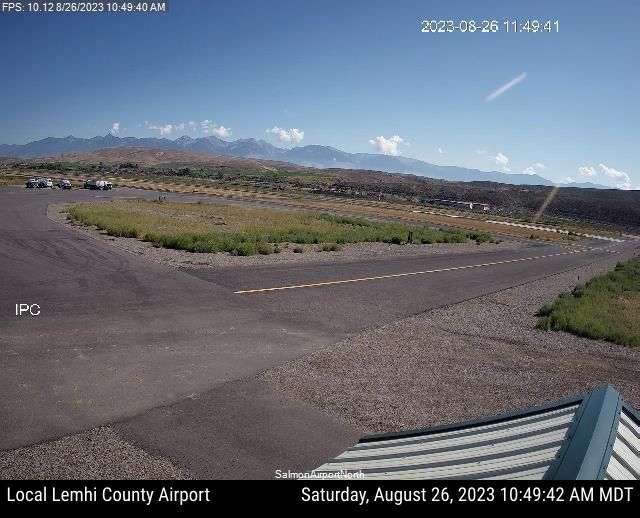 FPS: 10.12 8/26/2023 10:49:40 AM
2023-08-26 11:49:41
IPC
SalmonAirportNorth
Local Lemhi County Airport Saturday, August 26, 2023 10:49:42 AM MDT